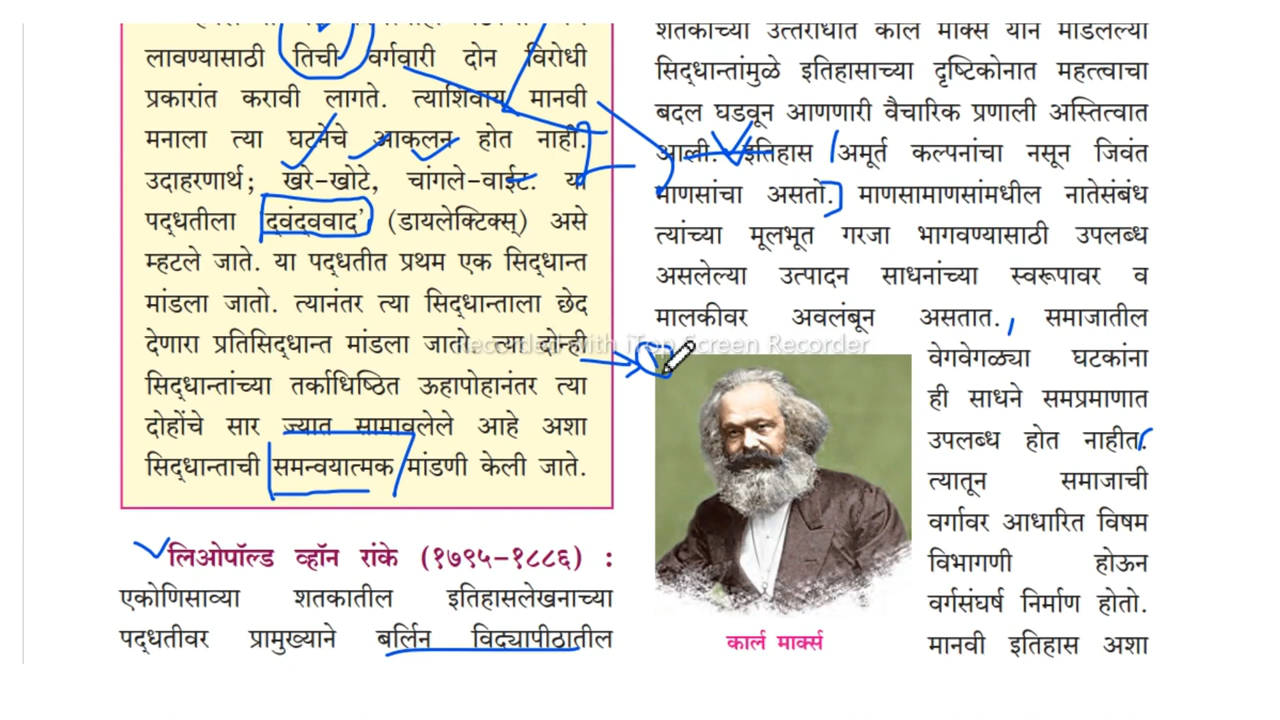 लावण्यासाठी तिची वर्गवारी दोन विरोधी
प्रकारांत करावी लागते. त्याशिवाय मानवी
मनाला त्या घटनेचे आकलन होत नाही.
उदाहरणार्थ; खरे-खोटे, चांगले-वाईट. या
पद्धतीला द्वंद्ववाद' (डायलेक्टिक्स्) असे
म्हटले जाते. या पद्धतीत प्रथम एक सिद्धान्त
मांडला जातो. त्यानंतर त्या सिद्धान्ताला छेद
देणारा प्रतिसिद्धान्त मांडला जातो. त्या दोन्ही
सिद्धान्तांच्या तर्काधिष्ठित ऊहापोहानंतर त्या
दोहोंचे सार ज्यात सामावलेले आहे अशा
सिद्धान्ताची समन्वयात्मक मांडणी केली जाते.
लिओपॉल्ड व्हॉन रांके (१७९५-१८८६) :
एकोणिसाव्या शतकातील इतिहासलेखनाच्या
पद्धतीवर प्रामुख्याने बर्लिन विद्यापीठातील
शतकाच्या उत्तरार्धात कार्ल मार्क्स याने मांडलेल्या
सिद्धान्तांमुळे इतिहासाच्या दृष्टिकोनात महत्त्वाचा
बदल घडवून आणणारी वैचारिक प्रणाली अस्तित्वात
आली. इतिहास अमूर्त कल्पनांचा नसून जिवंत
माणसांचा असतो. माणसामाणसांमधील नातेसंबंध
त्यांच्या मूलभूत गरजा भागवण्यासाठी उपलब्ध
असलेल्या उत्पादन साधनांच्या स्वरूपावर व
मालकीवर अवलंबून असतात. समाजातील
वेगवेगळ्या घटकांना
ही साधने समप्रमाणात
उपलब्ध होत नाहीत.
त्यातून समाजाची
वर्गावर आधारित विषम
विभागणी होऊन
वर्गसंघर्ष निर्माण होतो.
मानवी इतिहास अशा
कार्ल मार्क्स
Recorded with iTop Screen Recorder